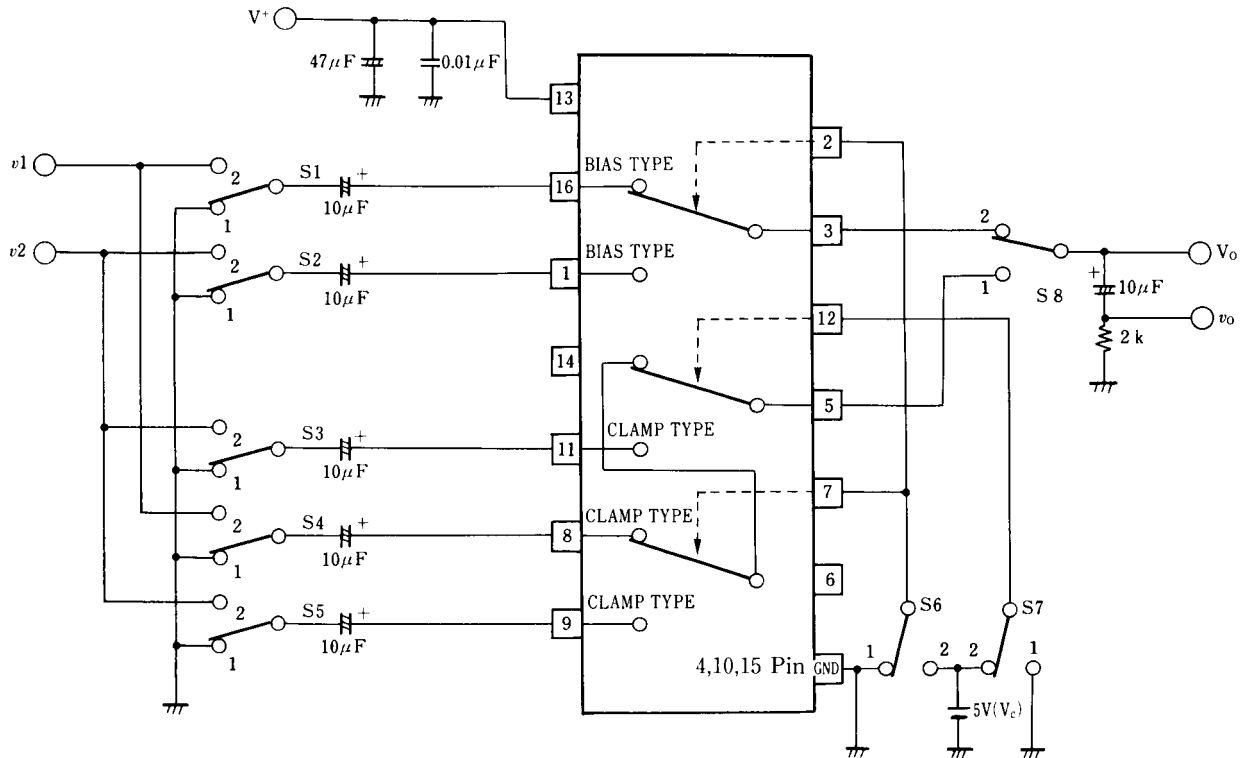 V+
47μF
0.01μF
13
2
v1
2
S1
+
BIAS TYPE
16
1
10μF
3
2
V₀
v2
2
S2
+
BIAS TYPE
1
1
10μF
1
S8
+
10μF
12
v₀
2 k
14
5
2
S3
+
CLAMP TYPE
11
1
10μF
7
2
S4
+
CLAMP TYPE
8
1
10μF
6
2
S5
+
CLAMP TYPE
9
1
10μF
S6
S7
4,10,15 Pin GND
1
2
2
1
5V(Vc)